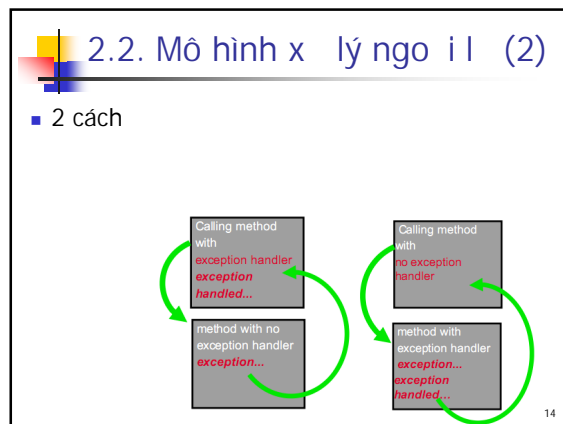 2.2. Mô hình x lý ngo i l (2)
2 cách
Calling method
with
exception handler
exception
handled...
method with no
exception handler
exception...
Calling method
with
no exception
handler
method with
exception handler
exception...
exception
handled...
14